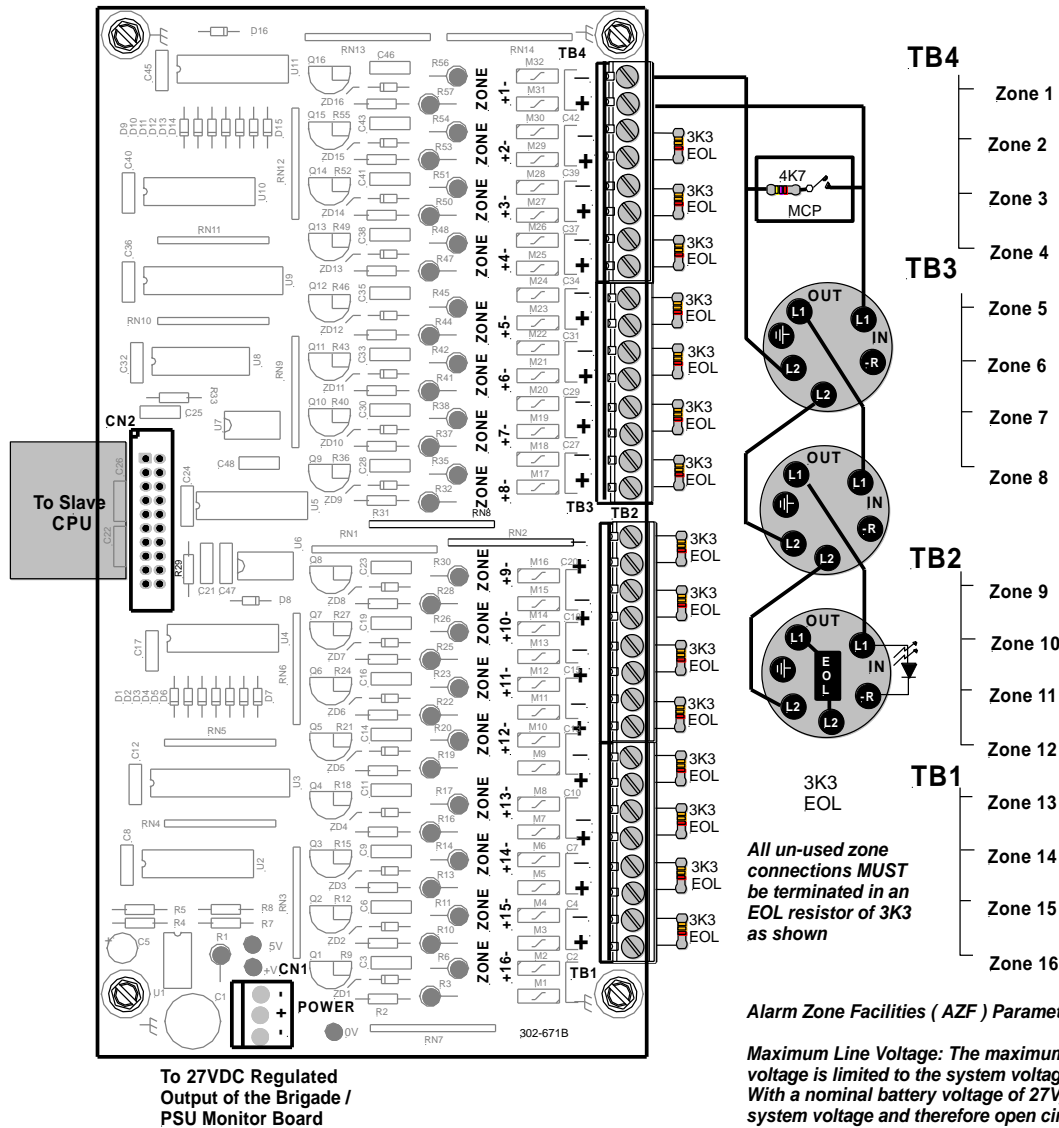 D16
RN13
C46
RN14
TB4
Q16
R56
M32
C45
U11
R57
ZONE
+1-
M31
ZD16
Q15 R55
C43
R54
M30
C42
D9
D10
D11
D12
D13
D14
D15
RN12
ZD15
R53
ZONE
+2-
M29
Q14 R52
C41
R51
M28
C39
C40
U10
ZD14
R50
ZONE
+3-
M27
Q13 R49
C38
R48
M26
C37
RN11
ZD13
R47
ZONE
+4-
M25
C36
U9
Q12 R46
C35
R45
M24
C34
RN10
ZD12
R44
ZONE
+5-
M23
Q11 R43
C33
R42
M22
C31
C32
U8
RN9
ZD11
R41
ZONE
+6-
M21
R33
Q10 R40
C30
R38
M20
C29
C25
CN2
U7
ZD10
R37
ZONE
+7-
M19
Q9 R36
C28
R35
M18
C27
C48
ZD9
R32
ZONE
+8-
M17
C26
C24
U5
R31
RN8
TB3
TB2
To Slave
CPU
C22
RN1
RN2
R29
C21 C47
U6
Q8
C23
R30
ZONE
+9-
M16
C20
D8
ZD8
R28
M15
Q7 R27
C19
R26
ZONE
+10-
M14
C18
C17
U4
RN6
ZD7
R25
M13
Q6 R24
C16
R23
ZONE
+11-
M12
C15
D1
D2
D3
D4
D5
D6
D7
ZD6
R22
M11
Q5 R21
C14
R20
ZONE
+12-
M10
RN5
ZD5
R19
M9
C12
U3
Q4 R18
C11
R17
ZONE
+13-
M8
C10
RN4
ZD4
R16
M7
Q3 R15
C9
R14
ZONE
+14-
M6
C7
C8
U2
ZD3
R13
M5
RN3
Q2 R12
C6
R11
ZONE
+15-
M4
C4
R5
R8
R4
R7
ZD2
R10
M3
C5
R1
5V
+V
CN1
Q1 R9
C3
R6
ZONE
+16-
M2
C2
TB1
U1
C1
ZD1
R3
M1
R2
POWER
-
+
-
0V
RN7
302-671B
To 27VDC Regulated
Output of the Brigade /
PSU Monitor Board
3K3
EOL
3K3
EOL
3K3
EOL
3K3
EOL
3K3
EOL
3K3
EOL
3K3
EOL
3K3
EOL
3K3
EOL
3K3
EOL
3K3
EOL
3K3
EOL
3K3
EOL
3K3
EOL
3K3
EOL
4K7
MCP
OUT
L1
L1
IN
-R
L2
L2
OUT
L1
L1
IN
-R
L2
L2
OUT
L1
L1
IN
EOL
-R
L2
L2
3K3
EOL
All un-used zone
connections MUST
be terminated in an
EOL resistor of 3K3
as shown
TB4
Zone 1
Zone 2
Zone 3
Zone 4
TB3
Zone 5
Zone 6
Zone 7
Zone 8
TB2
Zone 9
Zone 10
Zone 11
Zone 12
TB1
Zone 13
Zone 14
Zone 15
Zone 16
Alarm Zone Facilities ( AZF ) Paramet
Maximum Line Voltage: The maximum
voltage is limited to the system voltag
With a nominal battery voltage of 27V
system voltage and therefore open cir